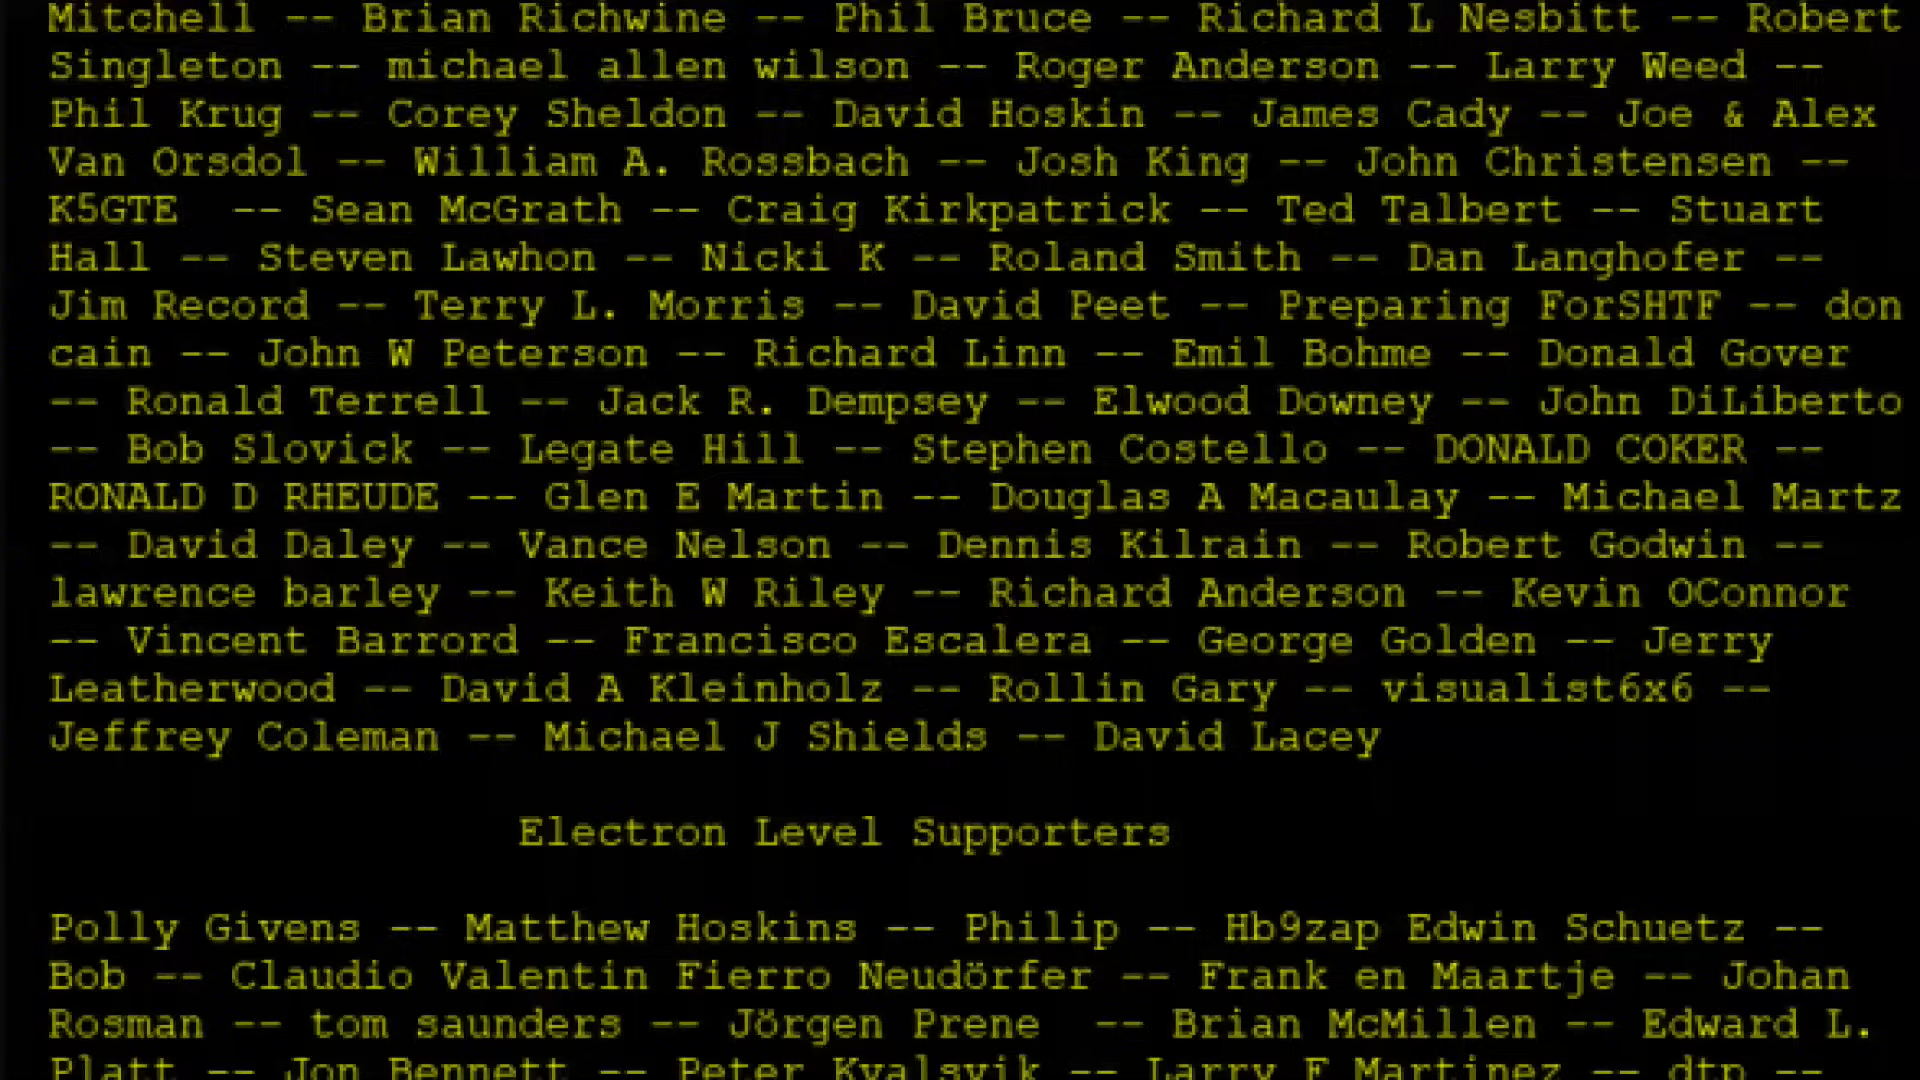 Mitchell -- Brian Richwine -- Phil Bruce -- Richard L Nesbitt -- Robert
Singleton -- michael allen wilson -- Roger Anderson -- Larry Weed --
Phil Krug -- Corey Sheldon -- David Hoskin -- James Cady -- Joe & Alex
Van Orsdol -- William A. Rossbach -- Josh King -- John Christensen --
K5GTE  -- Sean McGrath -- Craig Kirkpatrick -- Ted Talbert -- Stuart
Hall -- Steven Lawhon -- Nicki K -- Roland Smith -- Dan Langhofer --
Jim Record -- Terry L. Morris -- David Peet -- Preparing ForSHTF -- don
cain -- John W Peterson -- Richard Linn -- Emil Bohme -- Donald Gover
-- Ronald Terrell -- Jack R. Dempsey -- Elwood Downey -- John DiLiberto
-- Bob Slovick -- Legate Hill -- Stephen Costello -- DONALD COKER --
RONALD D RHEUDE -- Glen E Martin -- Douglas A Macaulay -- Michael Martz
-- David Daley -- Vance Nelson -- Dennis Kilrain -- Robert Godwin --
lawrence barley -- Keith W Riley -- Richard Anderson -- Kevin OConnor
-- Vincent Barrord -- Francisco Escalera -- George Golden -- Jerry
Leatherwood -- David A Kleinholz -- Rollin Gary -- visualist6x6 --
Jeffrey Coleman -- Michael J Shields -- David Lacey
Electron Level Supporters
Polly Givens -- Matthew Hoskins -- Philip -- Hb9zap Edwin Schuetz --
Bob -- Claudio Valentin Fierro Neudörfer -- Frank en Maartje -- Johan
Rosman -- tom saunders -- Jörgen Prene  -- Brian McMillen -- Edward L.
Platt -- Jon Bennett -- Peter Kvalsvik -- Larry F Martinez -- dtp --